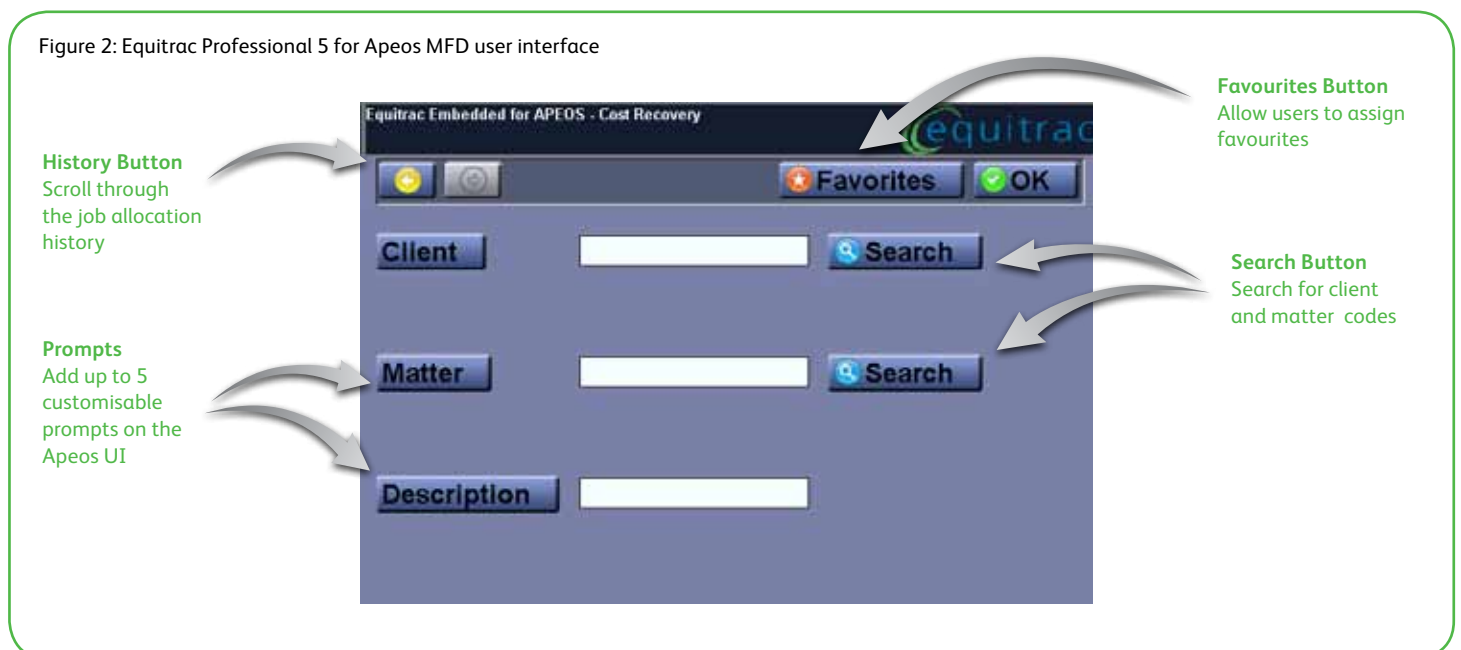 Figure 2: Equitrac Professional 5 for Apeos MFD user interface
Favourites Button
Allow users to assign
favourites
Equitrac Embedded for APEOS - Cost Recovery
equitrac
History Button
Scroll through
the job allocation
history
Favorites
OK
Client
Search
Search Button
Search for client
and matter codes
Prompts
Add up to 5
customisable
prompts on the
Apeos UI
Matter
Search
Description